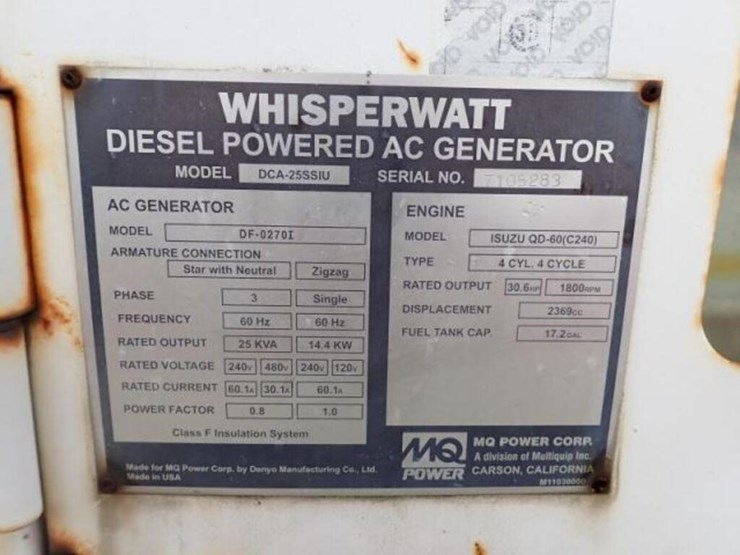 VOID VOID
VOID VOID
WHISPERWATT
DIESEL POWERED AC GENERATOR
MODEL DCA-25SSIU SERIAL NO. 7105283
AC GENERATOR
MODEL DF-0270I
ARMATURE CONNECTION
Star with Neutral Zigzag
PHASE 3 Single
FREQUENCY 60 Hz 60 Hz
RATED OUTPUT 25 KVA 14.4 KW
RATED VOLTAGE 240V 480V 240V 120V
RATED CURRENT 60.1A 30.1A 60.1A
POWER FACTOR 0.8 1.0
Class F Insulation System
ENGINE
MODEL ISUZU QD-60(C240)
TYPE 4 CYL. 4 CYCLE
RATED OUTPUT 30.6HP 1800RPM
DISPLACEMENT 2369CC
FUEL TANK CAP. 17.2GAL
Made for MQ Power Corp. by Denyo Manufacturing Co., Ltd.
Made in USA
MQ
POWER
MQ POWER CORP.
A division of Multiquip Inc.
CARSON, CALIFORNIA